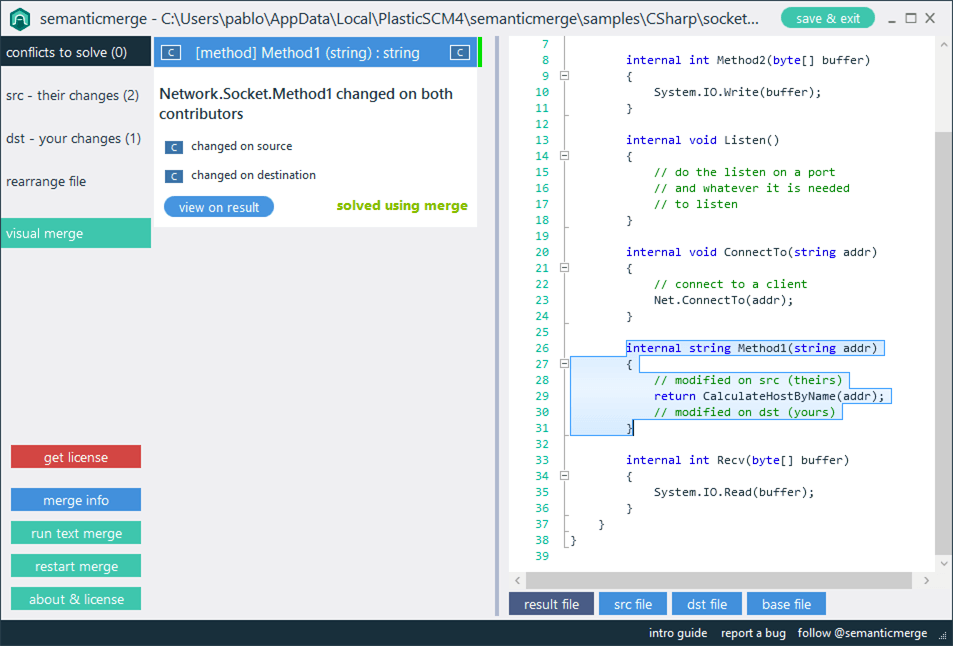 semanticmerge - C:\Users\pablo\AppData\Local\PlasticSCM4\semanticmerge\samples\CSharp\socket...
save & exit
conflicts to solve (0)
src - their changes (2)
dst - your changes (1)
rearrange file
visual merge
get license
merge info
run text merge
restart merge
about & license
C [method] Method1 (string) : string C
Network.Socket.Method1 changed on both
contributors
C changed on source
C changed on destination
view on result
solved using merge
7
8 internal int Method2(byte[] buffer)
9 {
10 System.IO.Write(buffer);
11 }
12
13 internal void Listen()
14 {
15 // do the listen on a port
16 // and whatever it is needed
17 // to listen
18 }
19
20 internal void ConnectTo(string addr)
21 {
22 // connect to a client
23 Net.ConnectTo(addr);
24 }
25
26 internal string Method1(string addr)
27 {
28 // modified on src (theirs)
29 return CalculateHostByName(addr);
30 // modified on dst (yours)
31 }
32
33 internal int Recv(byte[] buffer)
34 {
35 System.IO.Read(buffer);
36 }
37 }
38 }
39
result file
src file
dst file
base file
intro guide
report a bug
follow @semanticmerge